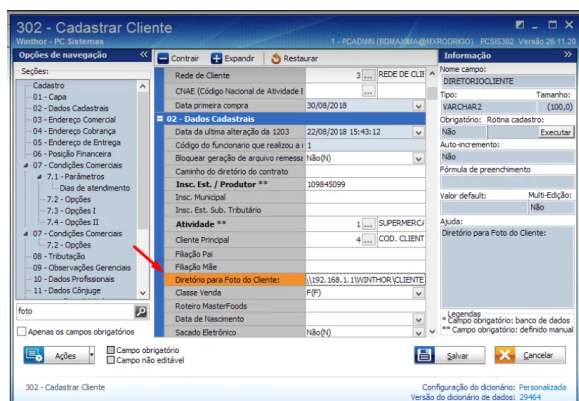 302 - Cadastrar Cliente
Winthor - PC Sistemas
1 - PCADMIN (BDMAXIMA@MXRODRIGO) PCSIS302 Versão 26.11.20
Opções de navegação
Seções:
Cadastro
01 - Capa
02 - Dados Cadastrais
03 - Endereço Comercial
04 - Endereço Cobrança
05 - Endereço de Entrega
06 - Posição Financeira
07 - Condições Comerciais
7.1 - Parâmetros
Dias de atendimento
7.2 - Opções
7.3 - Opções I
7.4 - Opções II
07 - Condições Comerciais
7.2 - Opções
08 - Tributação
09 - Observações Gerenciais
10 - Dados Profissionais
11 - Dados Cônjuge
foto
Apenas os campos obrigatórios
Contrair Expandir Restaurar
Rede de Cliente 3 ... REDE DE CLIE
CNAE (Código Nacional de Atividade E ...
Data primeira compra 30/08/2018
02 - Dados Cadastrais
Data da ultima alteração da 1203 22/08/2018 15:43:12
Código do funcionario que realizou a 1
Bloquear geração de arquivo remessa Não(N)
Caminho do diretório do contrato
Insc. Est. / Produtor ** 109845099
Insc. Municipal
Insc. Est. Sub. Tributário
Atividade ** 1 ... SUPERMERCA
Cliente Principal 4 ... COD. CLIENT
Filiação Pai
Filiação Mãe
Diretório para Foto do Cliente: \\192.168.1.1\WINTHOR\CLIENTE
Classe Venda F(F)
Roteiro MasterFoods
Data de Nascimento
Sacado Eletrônico Não(N)
Informação
Nome campo:
DIRETORIOCLIENTE
Tipo: Tamanho:
VARCHAR2 (100,0)
Obrigatório: Rotina cadastro:
Não Executar
Auto-incremento:
Não
Fórmula de preenchimento
Valor default: Multi-Edição:
Não
Ajuda:
Diretório para Foto do Cliente:
Legendas
* Campo obrigatório: banco de dados
** Campo obrigatório: definido manual
Ações
Campo obrigatório
Campo não editável
Salvar Cancelar
302 - Cadastrar Cliente
Configuração do dicionário: Personalizada
Versão do dicionário de dados: 29464